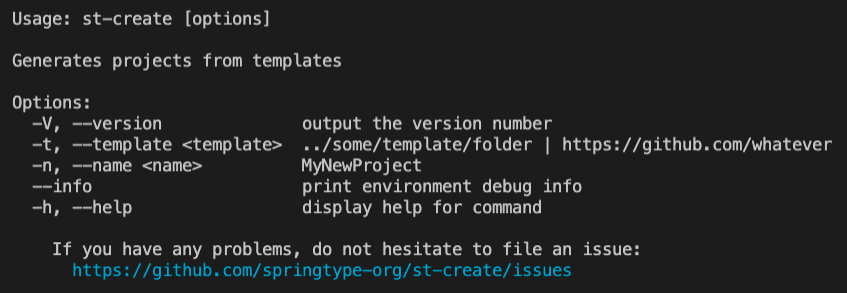 Usage: st-create [options]
Generates projects from templates
Options:
-V, --version output the version number
-t, --template <template> ../some/template/folder | https://github.com/whatever
-n, --name <name> MyNewProject
--info print environment debug info
-h, --help display help for command
If you have any problems, do not hesitate to file an issue:
https://github.com/springtype-org/st-create/issues